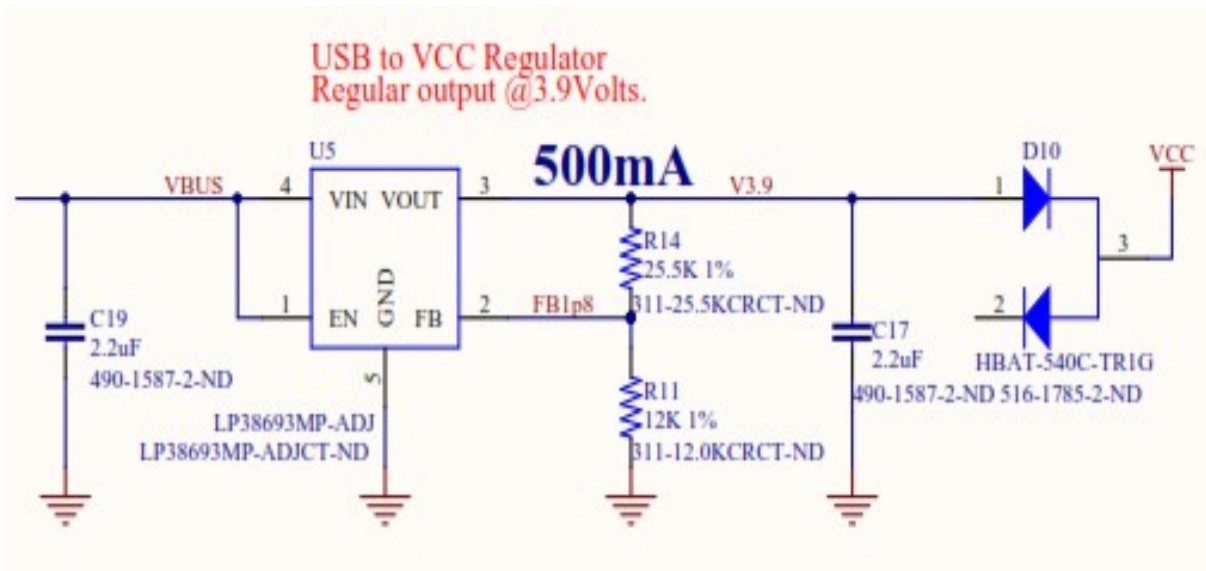 USB to VCC Regulator
Regular output @3.9Volts.
U5
500mA
D10
VCC
VBUS
4
VIN
VOUT
3
V3.9
1
R14
25.5K 1%
311-25.5KCRCT-ND
3
GND
1
EN
FB
2
FB1p8
2
C19
2.2uF
490-1587-2-ND
C17
2.2uF
490-1587-2-ND
HBAT-540C-TR1G
516-1785-2-ND
5
R11
12K 1%
311-12.0KCRCT-ND
LP38693MP-ADJ
LP38693MP-ADJCT-ND